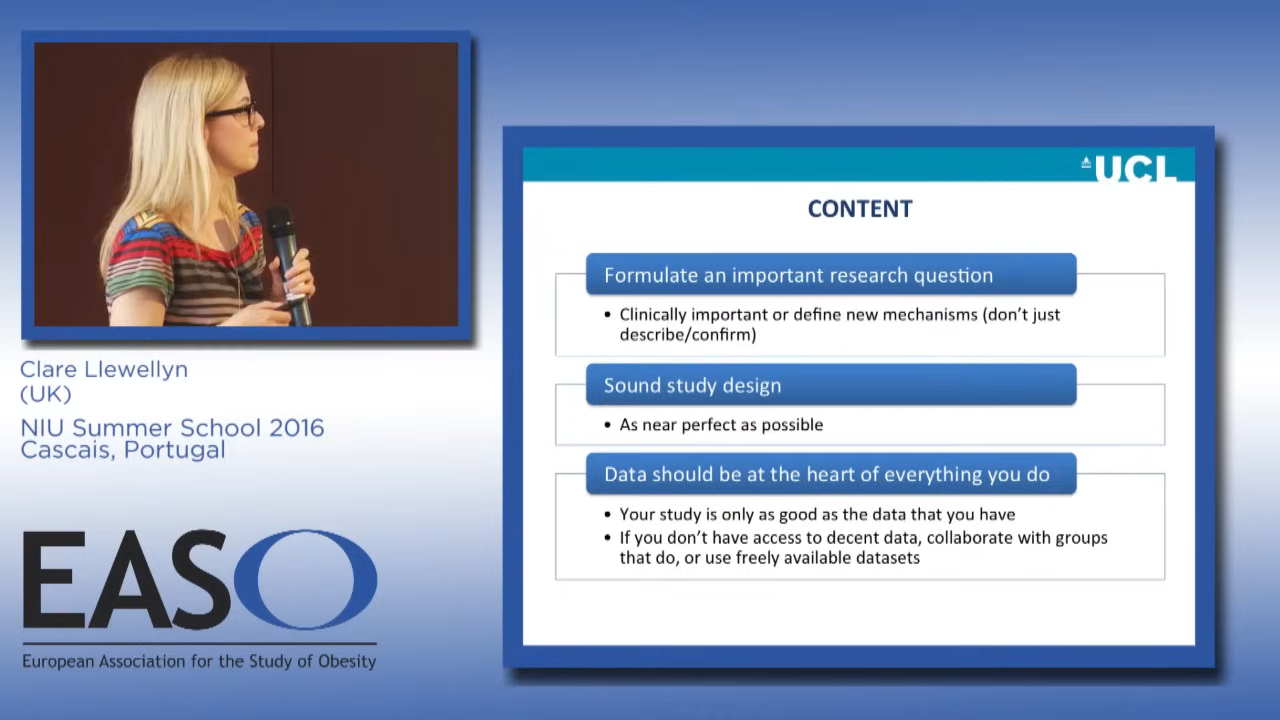 Clare Llewellyn
(UK)
NIU Summer School 2016
Cascais, Portugal
EASO
European Association for the Study of Obesity
UCL
CONTENT
Formulate an important research question
• Clinically important or define new mechanisms (don’t just
describe/confirm)
Sound study design
• As near perfect as possible
Data should be at the heart of everything you do
• Your study is only as good as the data that you have
• If you don’t have access to decent data, collaborate with groups
that do, or use freely available datasets